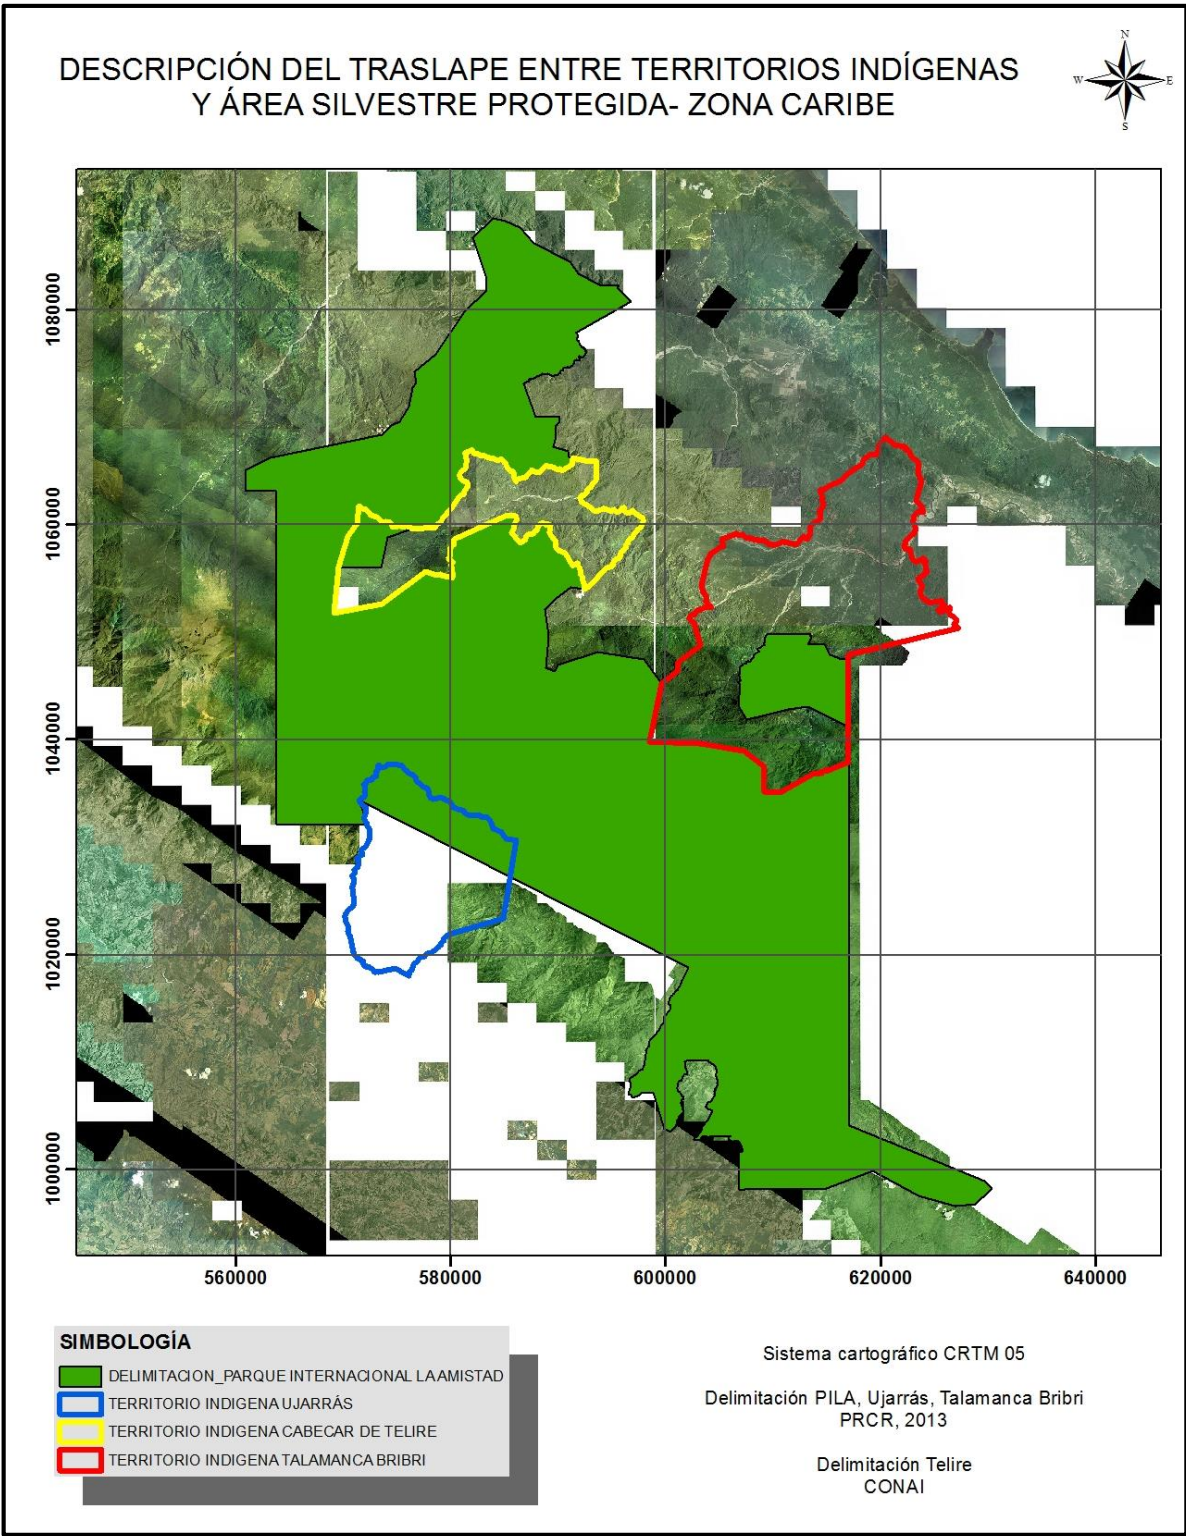 DESCRIPCIÓN DEL TRASLAPE ENTRE TERRITORIOS INDÍGENAS
Y ÁREA SILVESTRE PROTEGIDA- ZONA CARIBE
N
W
E
S
1080000
1060000
1040000
1020000
1000000
560000
580000
600000
620000
640000
SIMBOLOGÍA
DELIMITACION_PARQUE INTERNACIONAL LA AMISTAD
TERRITORIO INDIGENA UJARRÁS
TERRITORIO INDIGENA CABECAR DE TELIRE
TERRITORIO INDIGENA TALAMANCA BRIBRI
Sistema cartográfico CRTM 05
Delimitación PILA, Ujarrás, Talamanca Bribri
PRCR, 2013
Delimitación Telire
CONAI